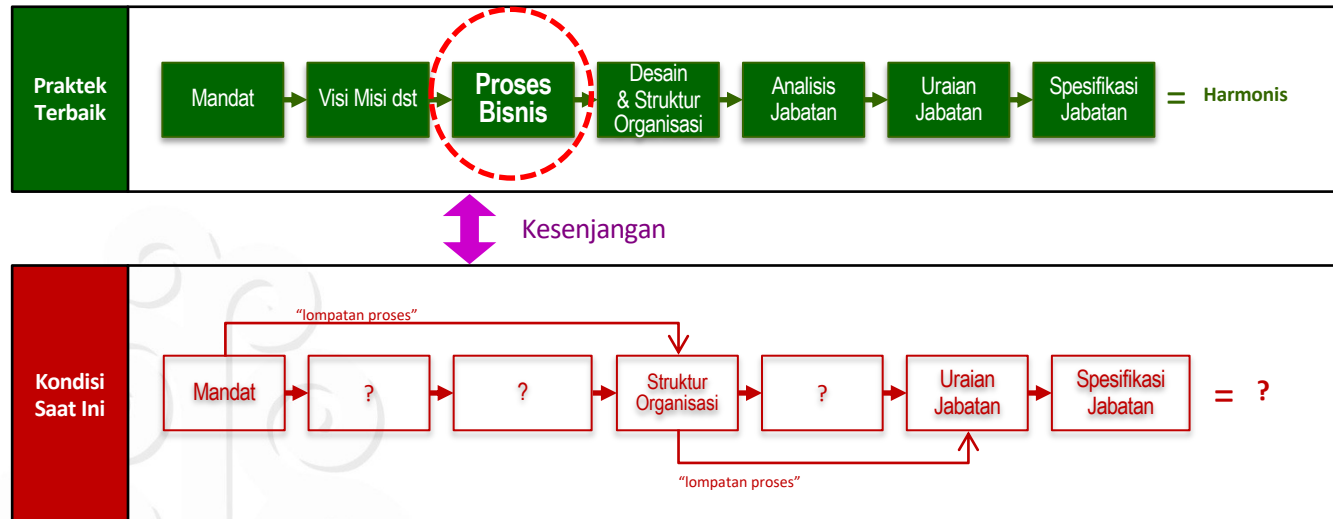 Praktek
Terbaik
Mandat
Visi Misi dst
Proses
Bisnis
Desain
& Struktur
Organisasi
Analisis
Jabatan
Uraian
Jabatan
Spesifikasi
Jabatan
= Harmonis
Kesenjangan
Kondisi
Saat Ini
“lompatan proses”
Mandat
?
?
Struktur
Organisasi
?
Uraian
Jabatan
Spesifikasi
Jabatan
= ?
“lompatan proses”